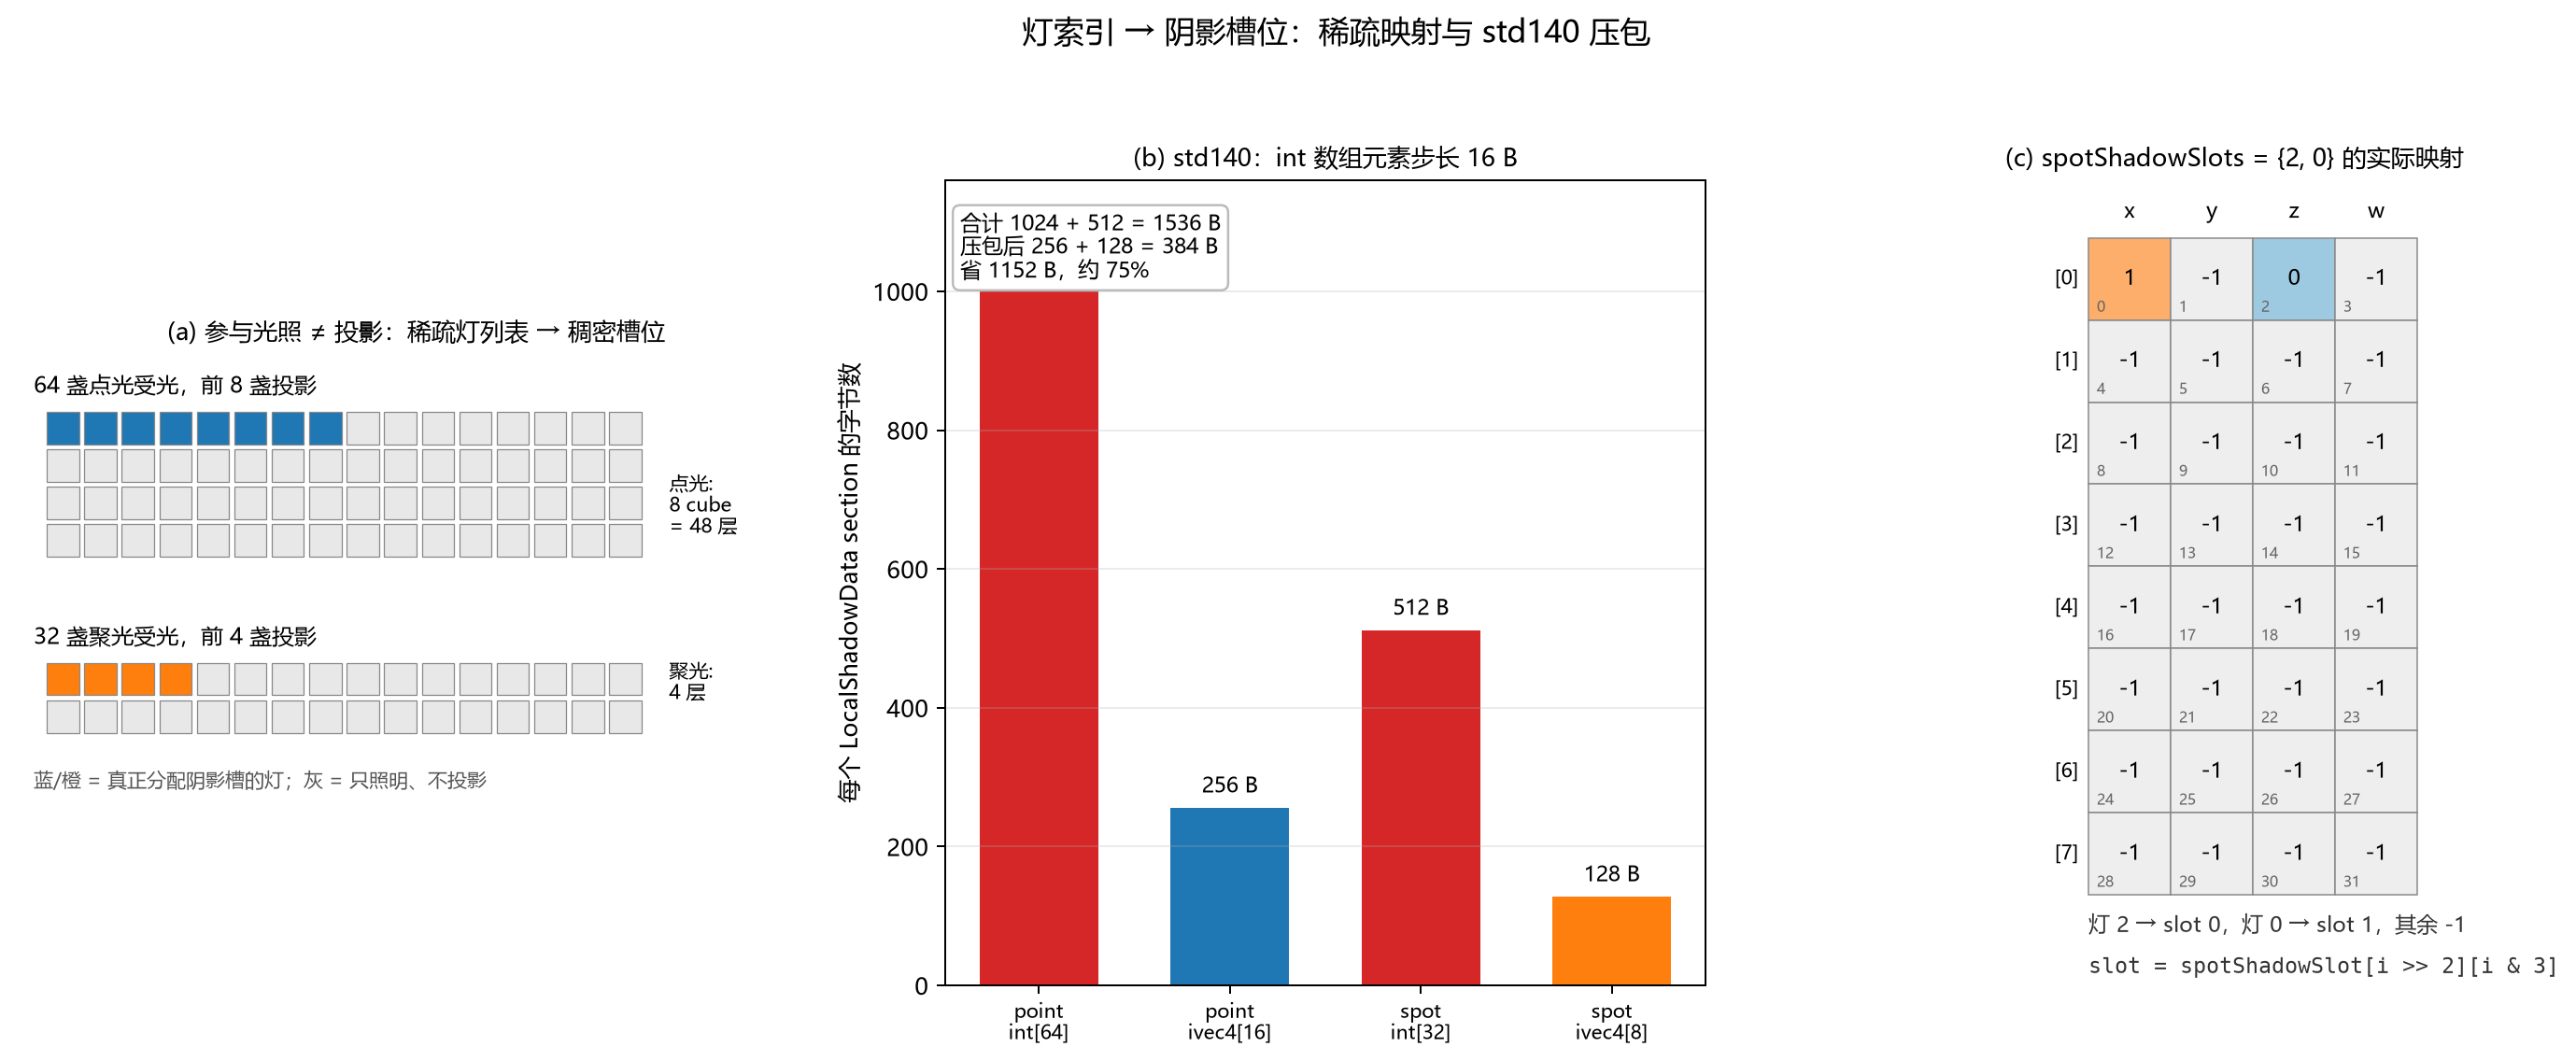 灯索引 → 阴影槽位：稀疏映射与 std140 压包
(a) 参与光照 ≠ 投影：稀疏灯列表 → 稠密槽位
64 盏点光受光，前 8 盏投影
点光:
8 cube
= 48 层
32 盏聚光受光，前 4 盏投影
聚光:
4 层
蓝/橙 = 真正分配阴影槽的灯；灰 = 只照明、不投影
(b) std140：int 数组元素步长 16 B
合计 1024 + 512 = 1536 B
压包后 256 + 128 = 384 B
省 1152 B，约 75%
每个 LocalShadowData section 的字节数
1000
800
600
400
200
0
256 B
512 B
128 B
point
int[64]
point
ivec4[16]
spot
int[32]
spot
ivec4[8]
(c) spotShadowSlots = {2, 0} 的实际映射
x y z w
[0] 1 -1 0 -1
0 1 2 3
[1] -1 -1 -1 -1
4 5 6 7
[2] -1 -1 -1 -1
8 9 10 11
[3] -1 -1 -1 -1
12 13 14 15
[4] -1 -1 -1 -1
16 17 18 19
[5] -1 -1 -1 -1
20 21 22 23
[6] -1 -1 -1 -1
24 25 26 27
[7] -1 -1 -1 -1
28 29 30 31
灯 2 → slot 0，灯 0 → slot 1，其余 -1
slot = spotShadowSlot[i >> 2][i & 3]